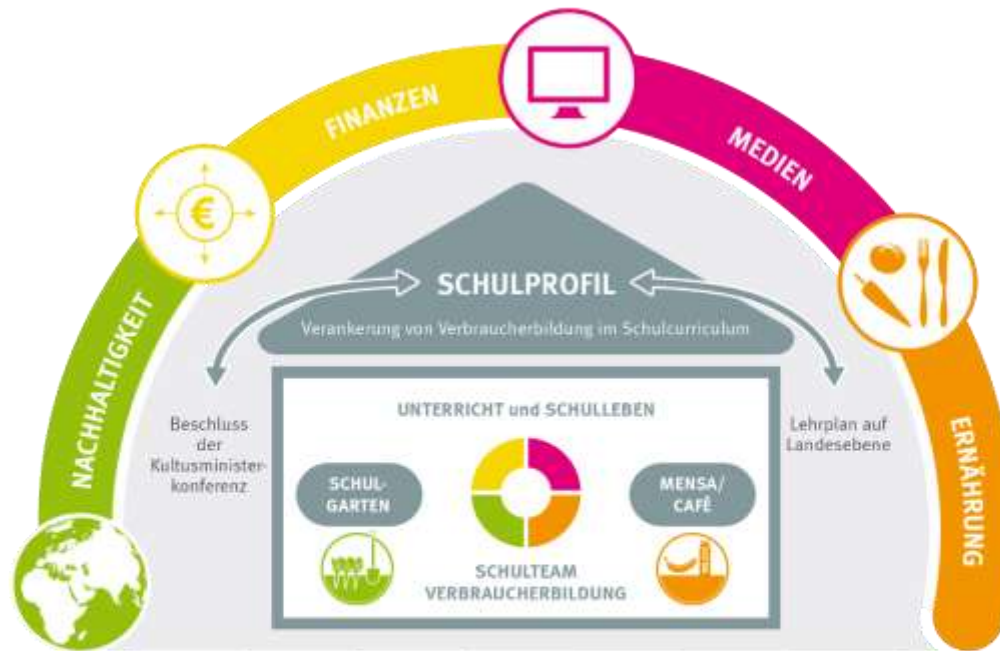 NACHHALTIGKEIT
FINANZEN
MEDIEN
ERNÄHRUNG
SCHULPROFIL
Verankerung von Verbraucherbildung im Schulcurriculum
Beschluss
der
Kultusminister-
konferenz
Lehrplan auf
Landesebene
UNTERRICHT und SCHULLEBEN
SCHUL-
GARTEN
MENSA/
CAFÉ
SCHULTEAM
VERBRAUCHERBILDUNG
€